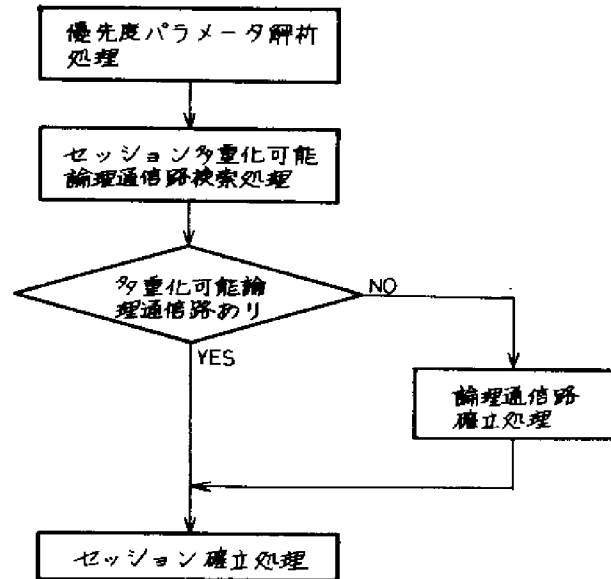 優先度パラメータ解析
処理
セッション多重化可能
論理通信路検索処理
多重化可能論
理通信路あり
NO
YES
論理通信路
確立処理
セッション確立処理